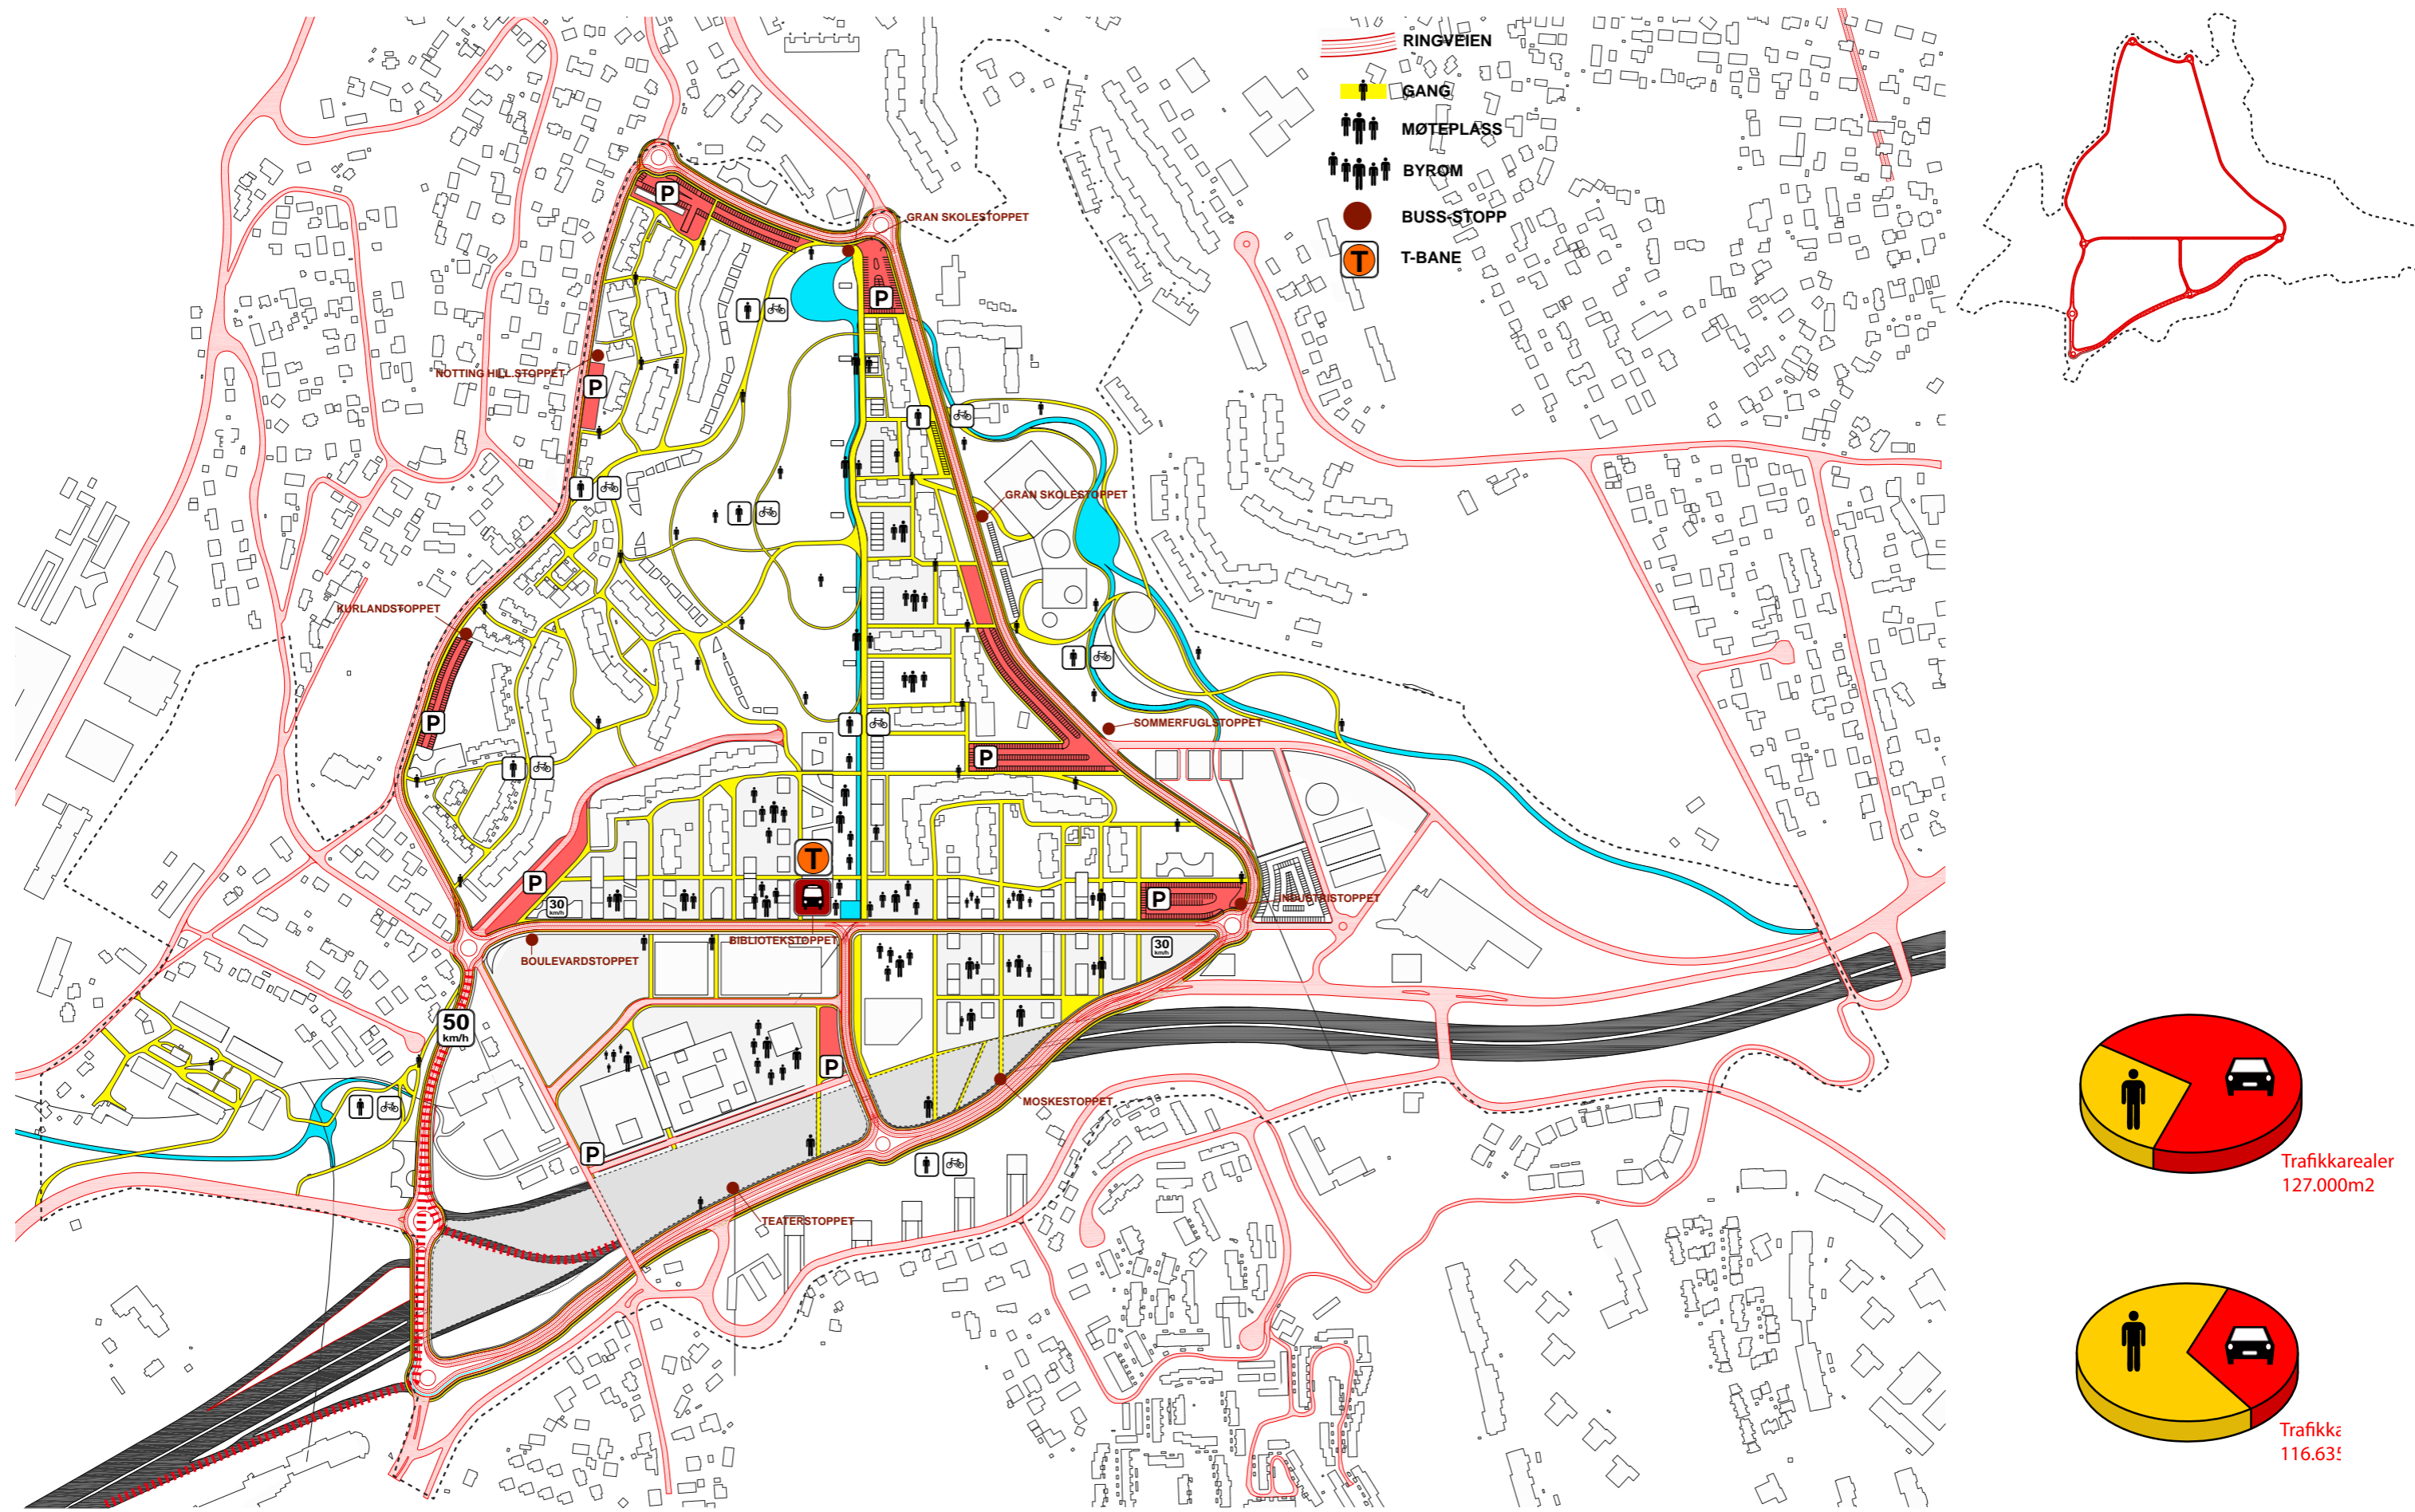 RINGVEIEN
GANG
MØTEPLASS
BYROM
BUSS-STOPP
T
T-BANE
P
GRAN SKOLESTOPPET
P
NOTTING HILL.STOPPET
P
GRAN SKOLESTOPPET
KURLANDSTOPPET
P
SOMMERFUGLSTOPPET
P
T
P
30
km/h
P
INDUSTRISTOPPET
BIBLIOTEKSTOPPET
BOULEVARDSTOPPET
30
km/h
50
km/h
P
MOSKESTOPPET
P
TEATERSTOPPET
Trafikkarealer
127.000m2
Trafikka
116.635